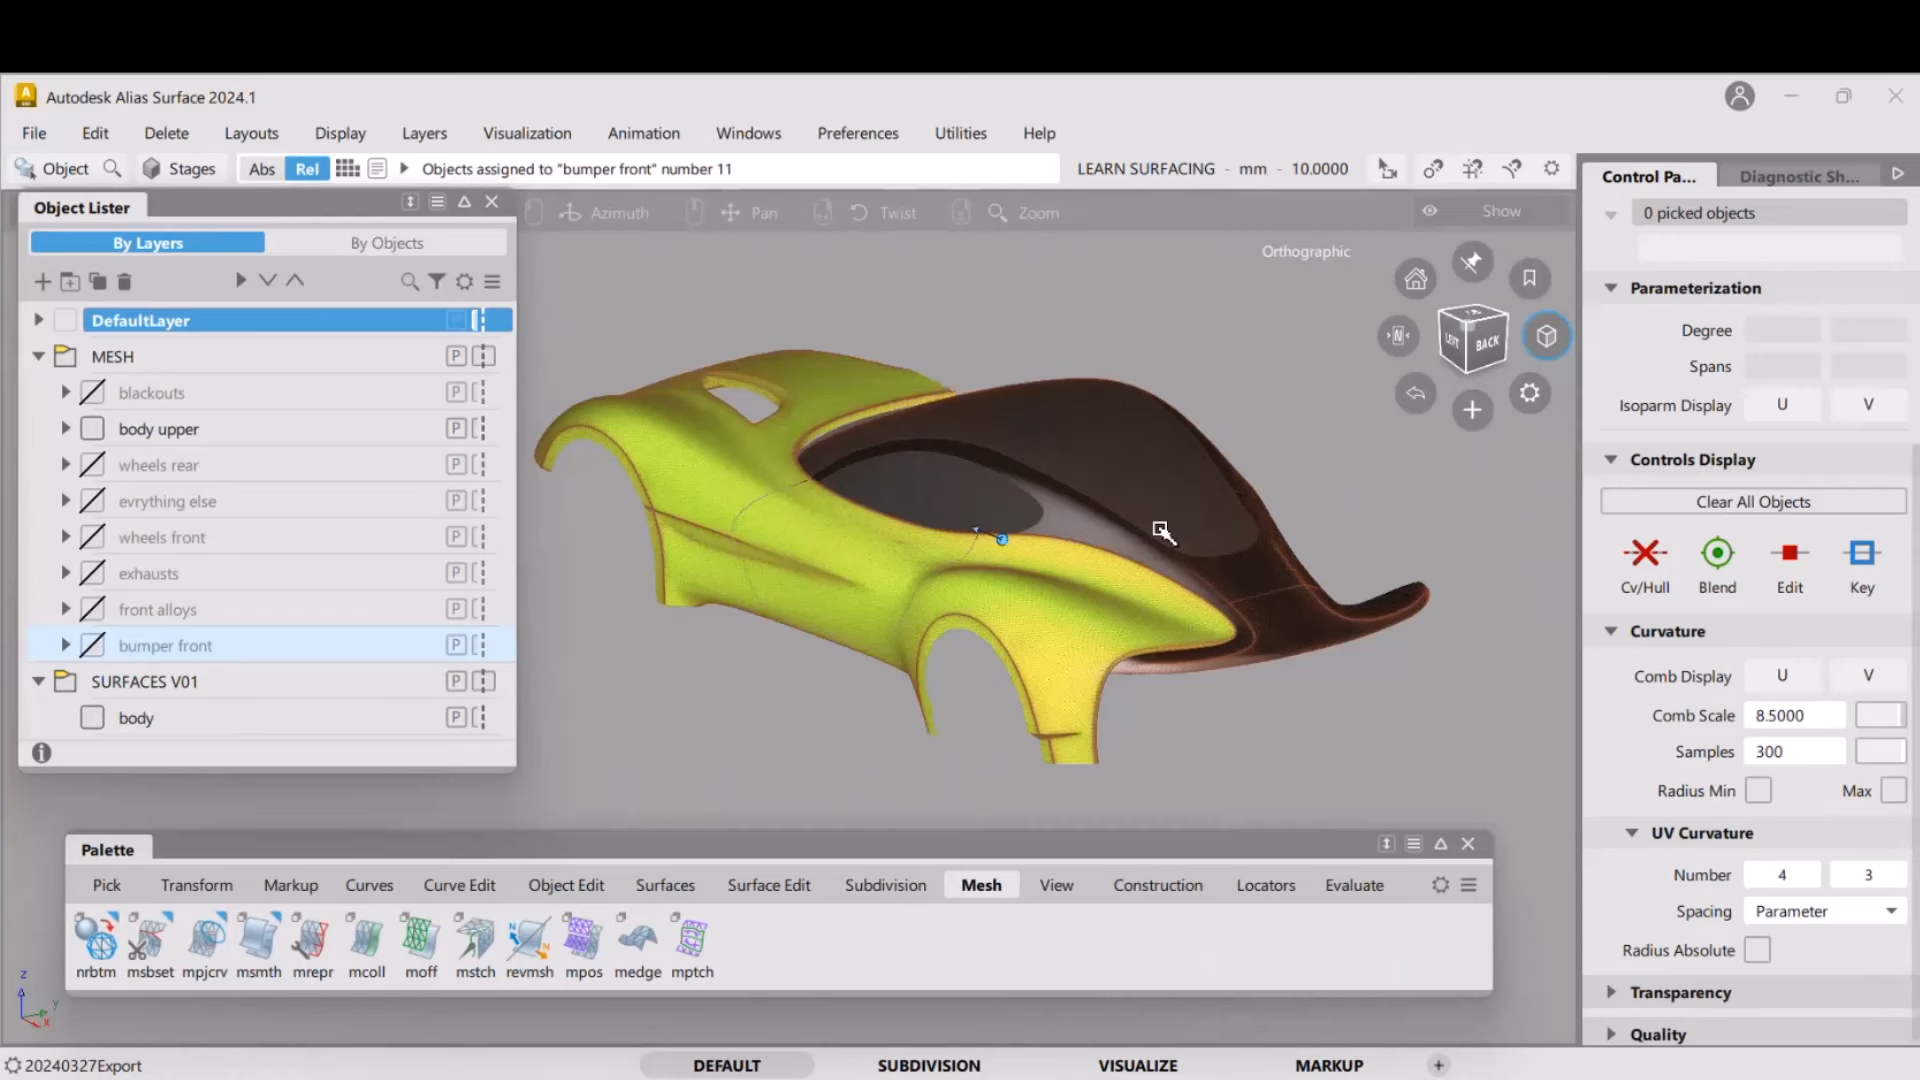 Autodesk Alias Surface 2024.1
File Edit Delete Layouts Display Layers Visualization Animation Windows Preferences Utilities Help
Object Stages Abs Rel Objects assigned to "bumper front" number 11 LEARN SURFACING - mm - 10.0000
Control Pa... Diagnostic Sh...
Object Lister
Azimuth Pan Twist Zoom Show
0 picked objects
By Layers By Objects
Orthographic
DefaultLayer
MESH
blackouts
body upper
wheels rear
evrything else
wheels front
exhausts
front alloys
bumper front
SURFACES V01
body
LEFT BACK
Parameterization
Degree
Spans
Isoparm Display U V
Controls Display
Clear All Objects
Cv/Hull Blend Edit Key
Curvature
Comb Display U V
Comb Scale 8.5000
Samples 300
Radius Min Max
UV Curvature
Number 4 3
Spacing Parameter
Radius Absolute
Transparency
Quality
Palette
Pick Transform Markup Curves Curve Edit Object Edit Surfaces Surface Edit Subdivision Mesh View Construction Locators Evaluate
nrbtm msbset mpjcrv msmth mrepr mcoll moff mstch revmsh mpos medge mptch
z
y
x
20240327Export
DEFAULT SUBDIVISION VISUALIZE MARKUP